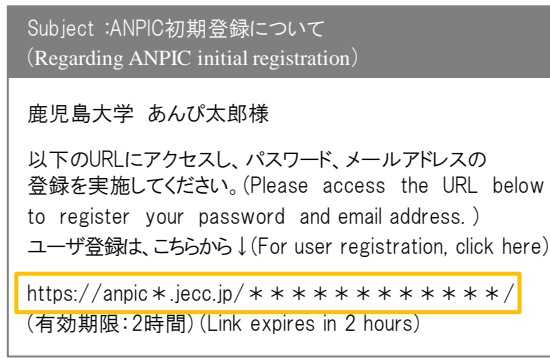 Subject :ANPIC初期登録について
(Regarding ANPIC initial registration)
鹿児島大学 あんぴ太郎様
以下のURLにアクセスし、パスワード、メールアドレスの
登録を実施してください。(Please access the URL below
to register your password and email address. )
ユーザ登録は、こちらから↓(For user registration, click here)
https://anpic*.jecc.jp/************/
(有効期限:2時間)(Link expires in 2 hours)